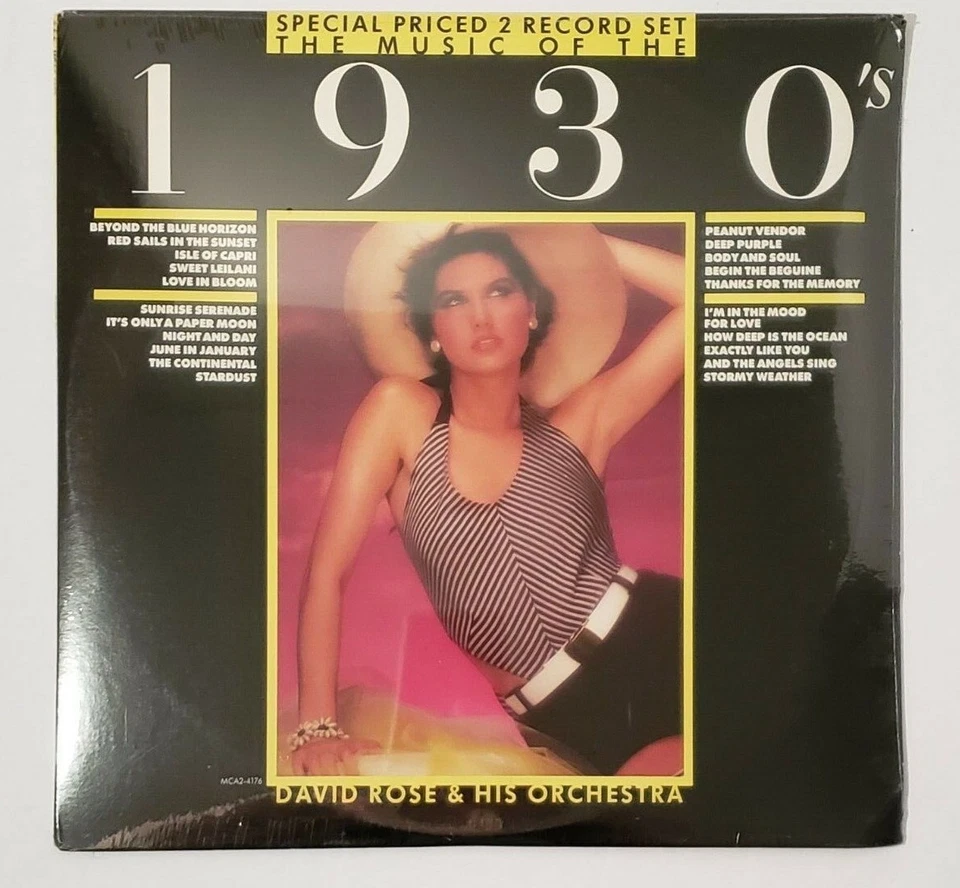 SPECIAL PRICED 2 RECORD SET
THE MUSIC OF THE
1930's
BEYOND THE BLUE HORIZON
RED SAILS IN THE SUNSET
ISLE OF CAPRI
SWEET LEILANI
LOVE IN BLOOM
SUNRISE SERENADE
IT'S ONLY A PAPER MOON
NIGHT AND DAY
JUNE IN JANUARY
THE CONTINENTAL
STARDUST
PEANUT VENDOR
DEEP PURPLE
BODY AND SOUL
BEGIN THE BEGUINE
THANKS FOR THE MEMORY
I'M IN THE MOOD
FOR LOVE
HOW DEEP IS THE OCEAN
EXACTLY LIKE YOU
AND THE ANGELS SING
STORMY WEATHER
MCA2-4176
DAVID ROSE & HIS ORCHESTRA